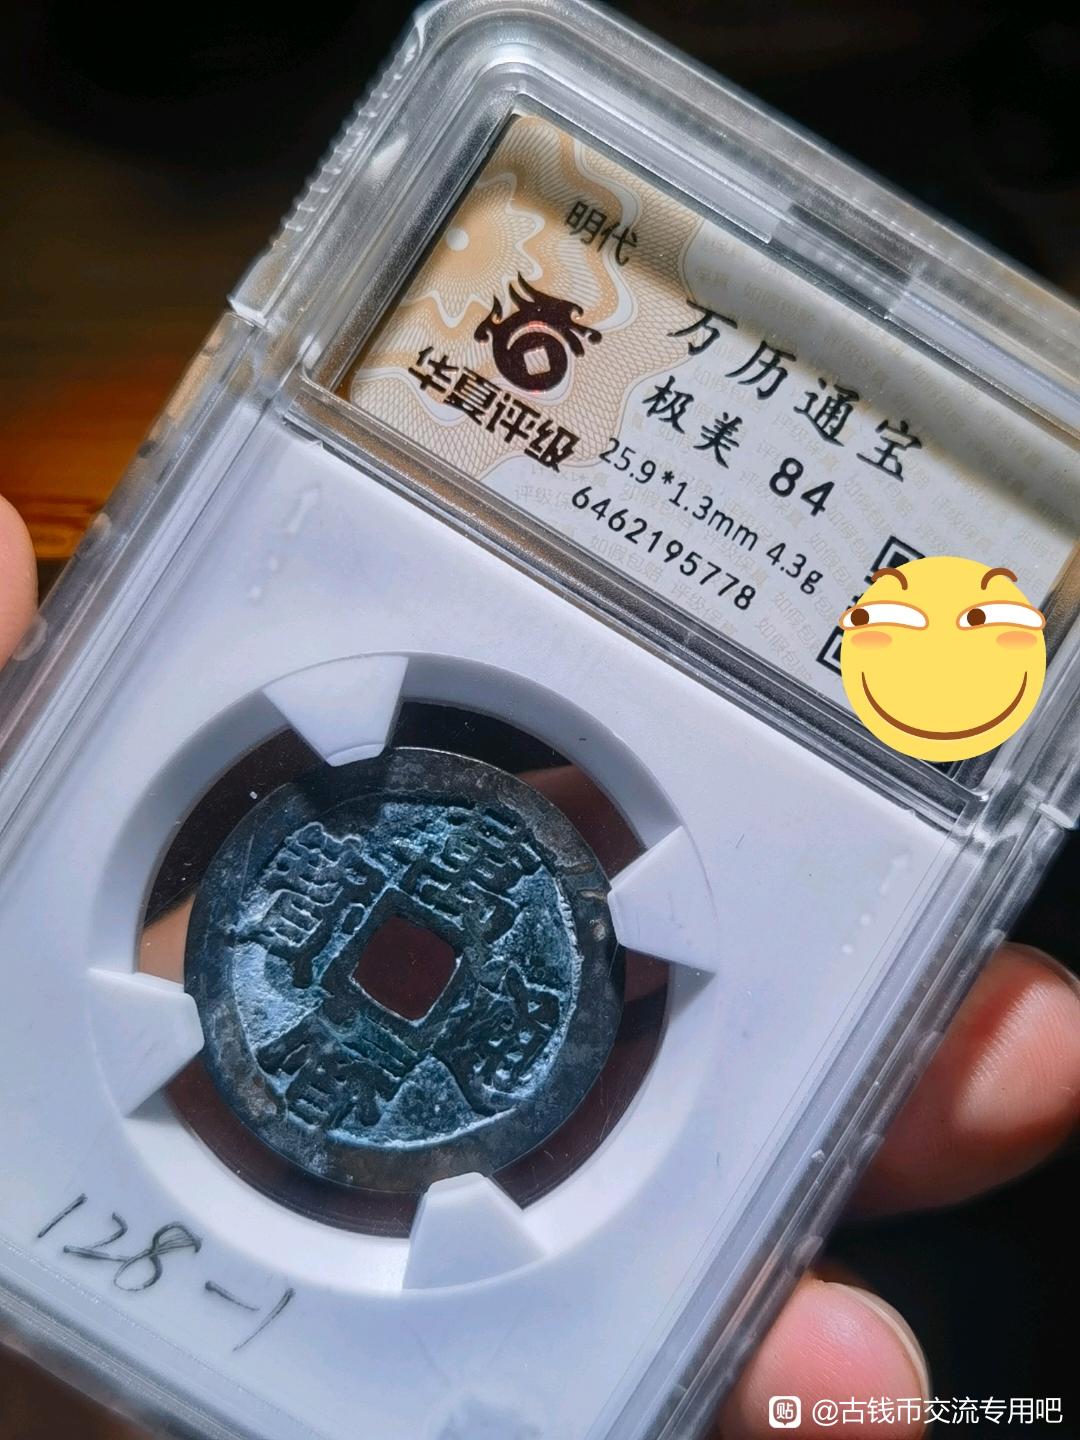 明代
华夏评级
万历通宝
极美 84
25.9*1.3mm 4.3g
6462195778
萬曆通寶
128-1
贴 @古钱币交流专用吧